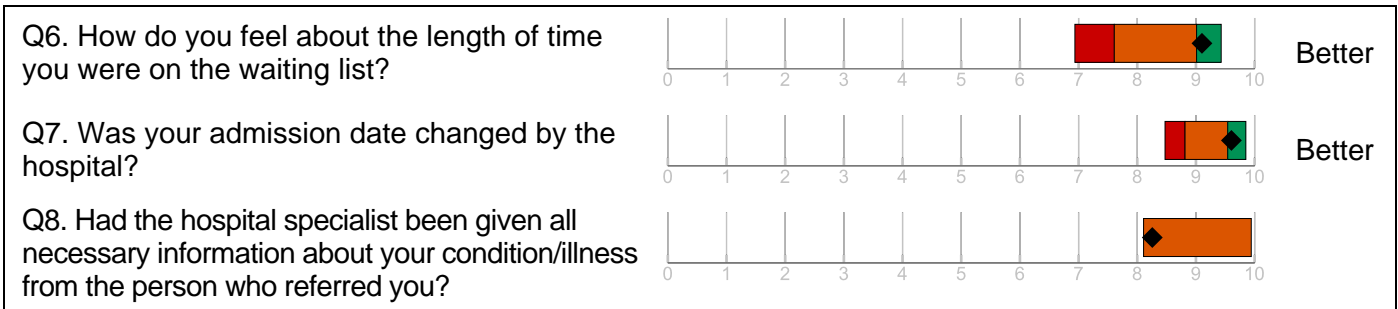 Q6. How do you feel about the length of time
you were on the waiting list?
0 1 2 3 4 5 6 7 8 9 10
Better
Q7. Was your admission date changed by the
hospital?
0 1 2 3 4 5 6 7 8 9 10
Better
Q8. Had the hospital specialist been given all
necessary information about your condition/illness
from the person who referred you?
0 1 2 3 4 5 6 7 8 9 10